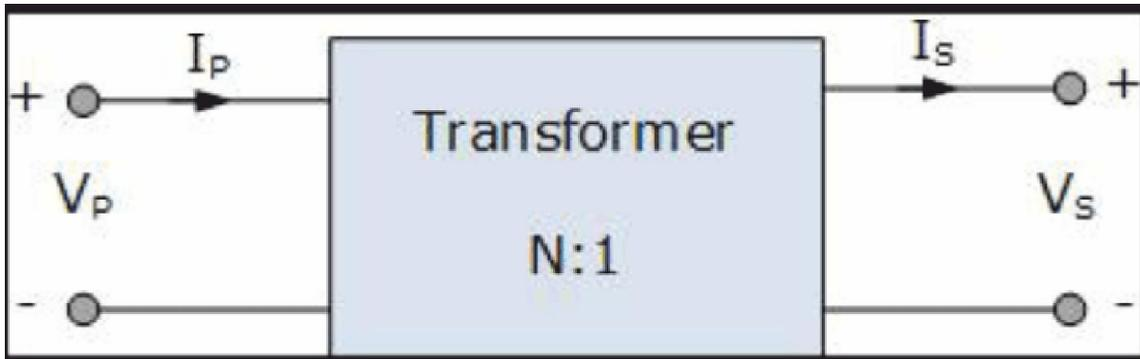 I_P
I_S
+
+
Transformer
V_P
V_S
N:1
-
-